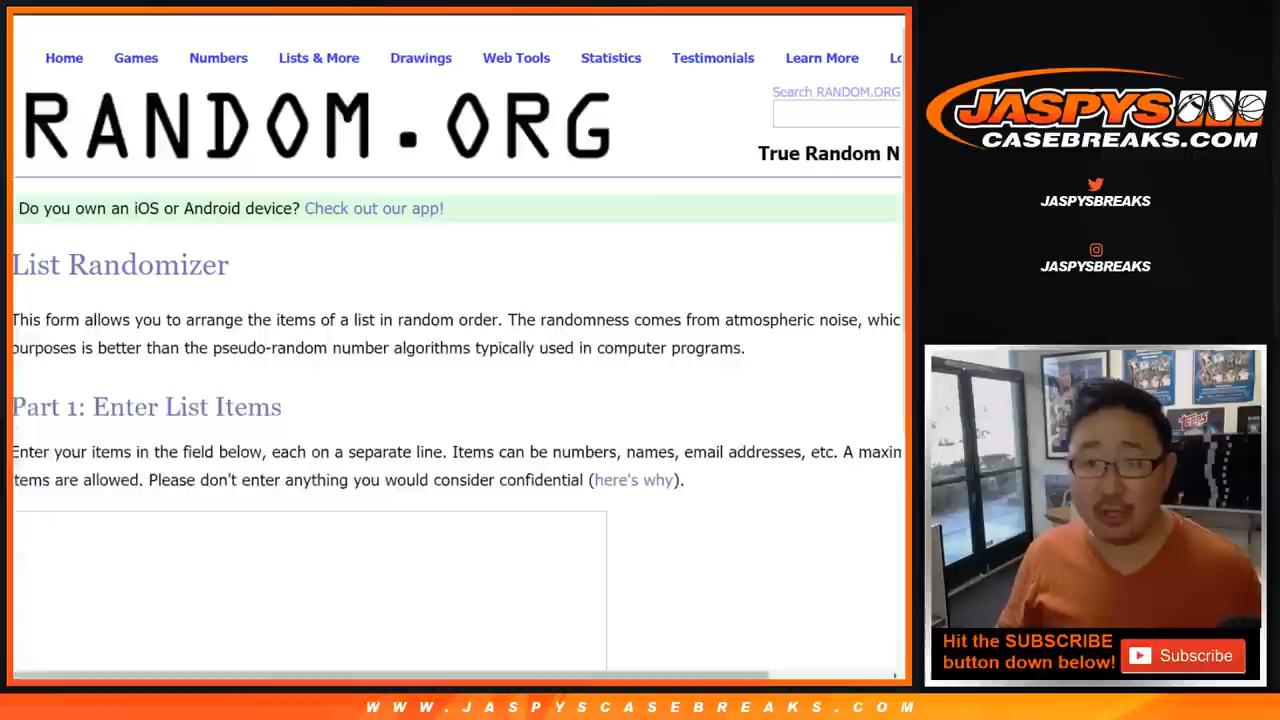 Home Games Numbers Lists & More Drawings Web Tools Statistics Testimonials Learn More Lo
RANDOM.ORG
Search RANDOM.ORG
True Random N
Do you own an iOS or Android device? Check out our app!
List Randomizer
This form allows you to arrange the items of a list in random order. The randomness comes from atmospheric noise, whic
purposes is better than the pseudo-random number algorithms typically used in computer programs.
Part 1: Enter List Items
Enter your items in the field below, each on a separate line. Items can be numbers, names, email addresses, etc. A maxim
items are allowed. Please don't enter anything you would consider confidential (here's why).
JASPYS
CASEBREAKS.COM
JASPYSBREAKS
JASPYSBREAKS
Topps
Hit the SUBSCRIBE
button down below!
Subscribe
WWW.JASPYSCASEBREAKS.COM